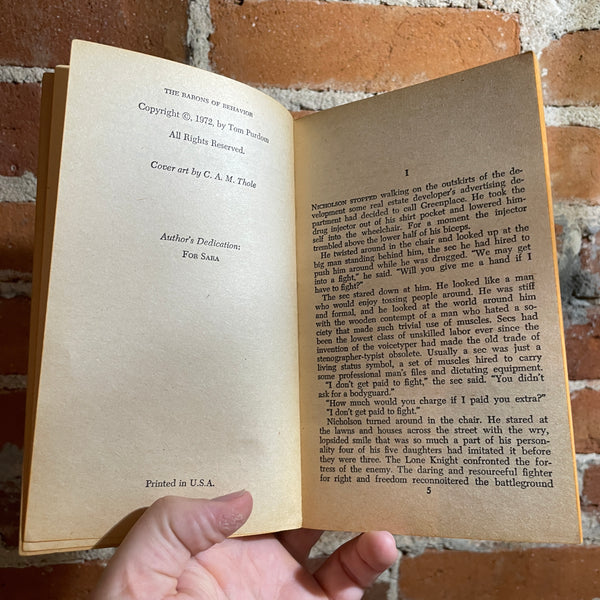 THE BARONS OF BEHAVIOR
Copyright ©, 1972, by Tom Purdom
All Rights Reserved.
Cover art by C. A. M. Thole
Author's Dedication:
FOR SARA
Printed in U.S.A.
I
NICHOLSON STOPPED walking on the outskirts of the de-
velopment some real estate developer's advertising de-
partment had decided to call Greenplace. He took the
drug injector out of his shirt pocket and lowered him-
self into the wheelchair. For a moment the injector
trembled above the lower half of his biceps.
He twisted around in the chair and looked up at the
big man standing behind him, the sec he had hired to
push him around while he was drugged. "We may get
into a fight," he said. "Will you give me a hand if I
have to fight?"
The sec stared down at him. He looked like a man
who would enjoy tossing people around. He was stiff
and formal, and he looked at the world around him
with the wooden contempt of a man who hated a so-
ciety that made such trivial use of muscles. Secs had
been the lowest class of unskilled labor ever since the
invention of the voicetyper had made the old trade of
stenographer-typist obsolete. Usually a sec was just a
living status symbol, a set of muscles hired to carry
some professional man's files and dictating equipment.
"I don't get paid to fight," the sec said. "You didn't
ask for a bodyguard."
"How much would you charge if I paid you extra?"
"I don't get paid to fight."
Nicholson turned around in the chair. He stared at
the lawns and houses across the street with the wry,
lopsided smile that was so much a part of his person-
ality four of his five daughters had imitated it before
they were three. The Lone Knight confronted the for-
tress of the enemy. The daring and resourceful fighter
for right and freedom reconnoitered the battleground
5